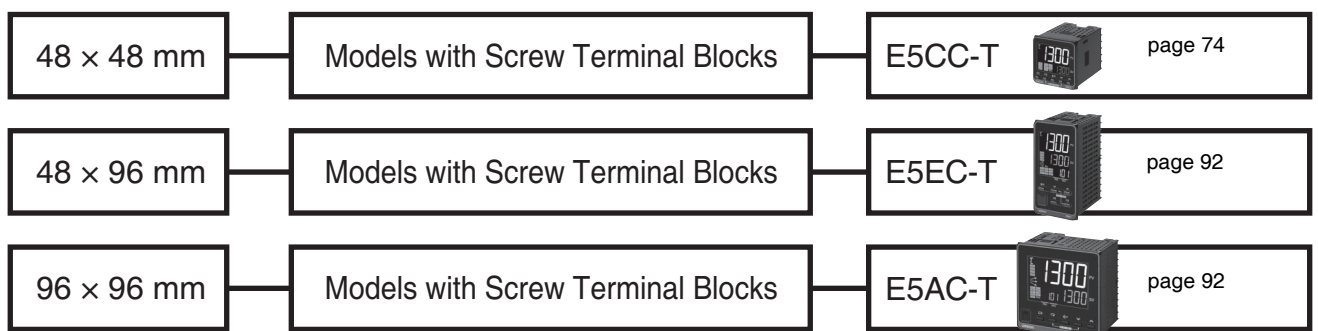 48 × 48 mm Models with Screw Terminal Blocks E5CC-T 1300 page 74
48 × 96 mm Models with Screw Terminal Blocks E5EC-T 1300 1300 101 page 92
96 × 96 mm Models with Screw Terminal Blocks E5AC-T 1300 101 1300 page 92